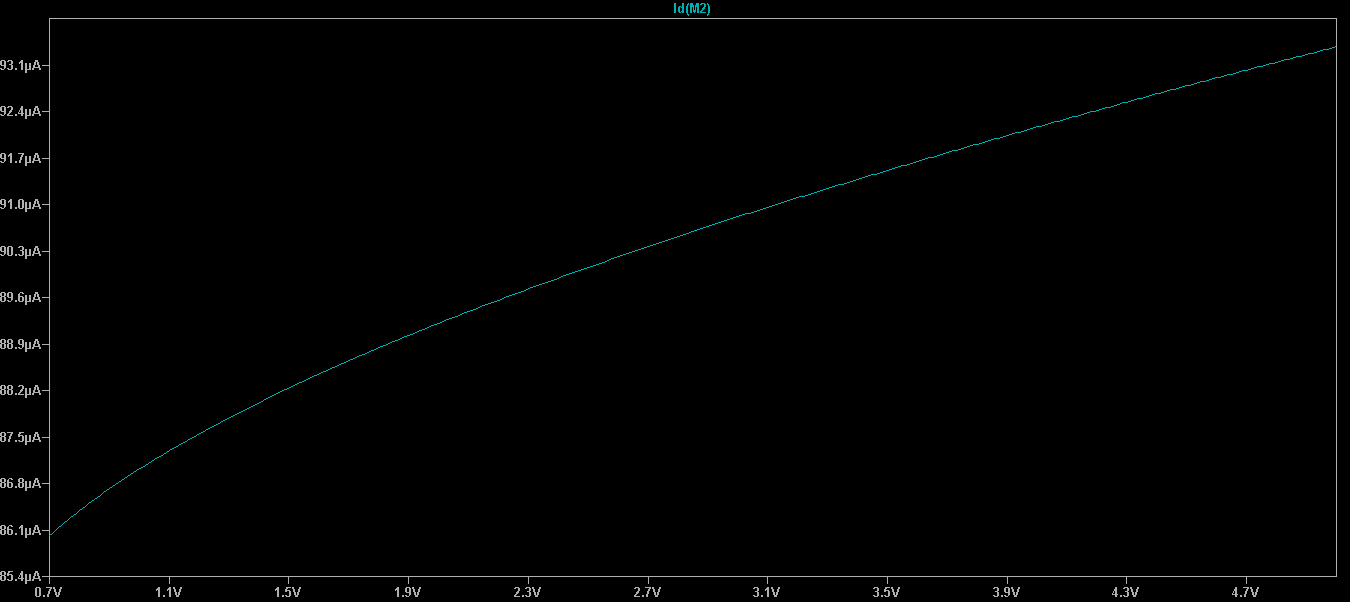 Id(M2)
93.1µA
92.4µA
91.7µA
91.0µA
90.3µA
89.6µA
88.9µA
88.2µA
87.5µA
86.8µA
86.1µA
85.4µA
0.7V 1.1V 1.5V 1.9V 2.3V 2.7V 3.1V 3.5V 3.9V 4.3V 4.7V